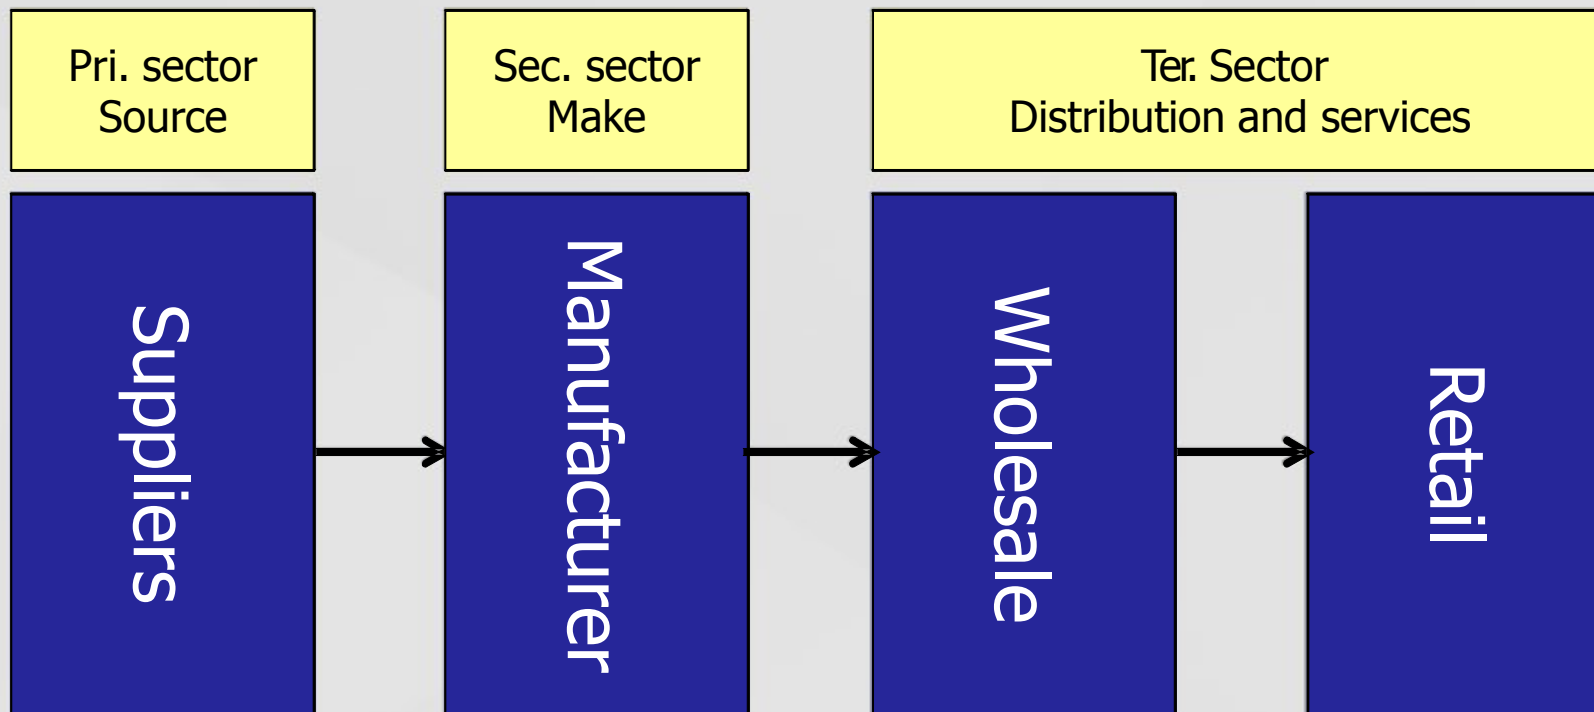 Pri. sector
Source
Sec. sector
Make
Ter. Sector
Distribution and services
Suppliers
Manufacturer
Wholesale
Retail